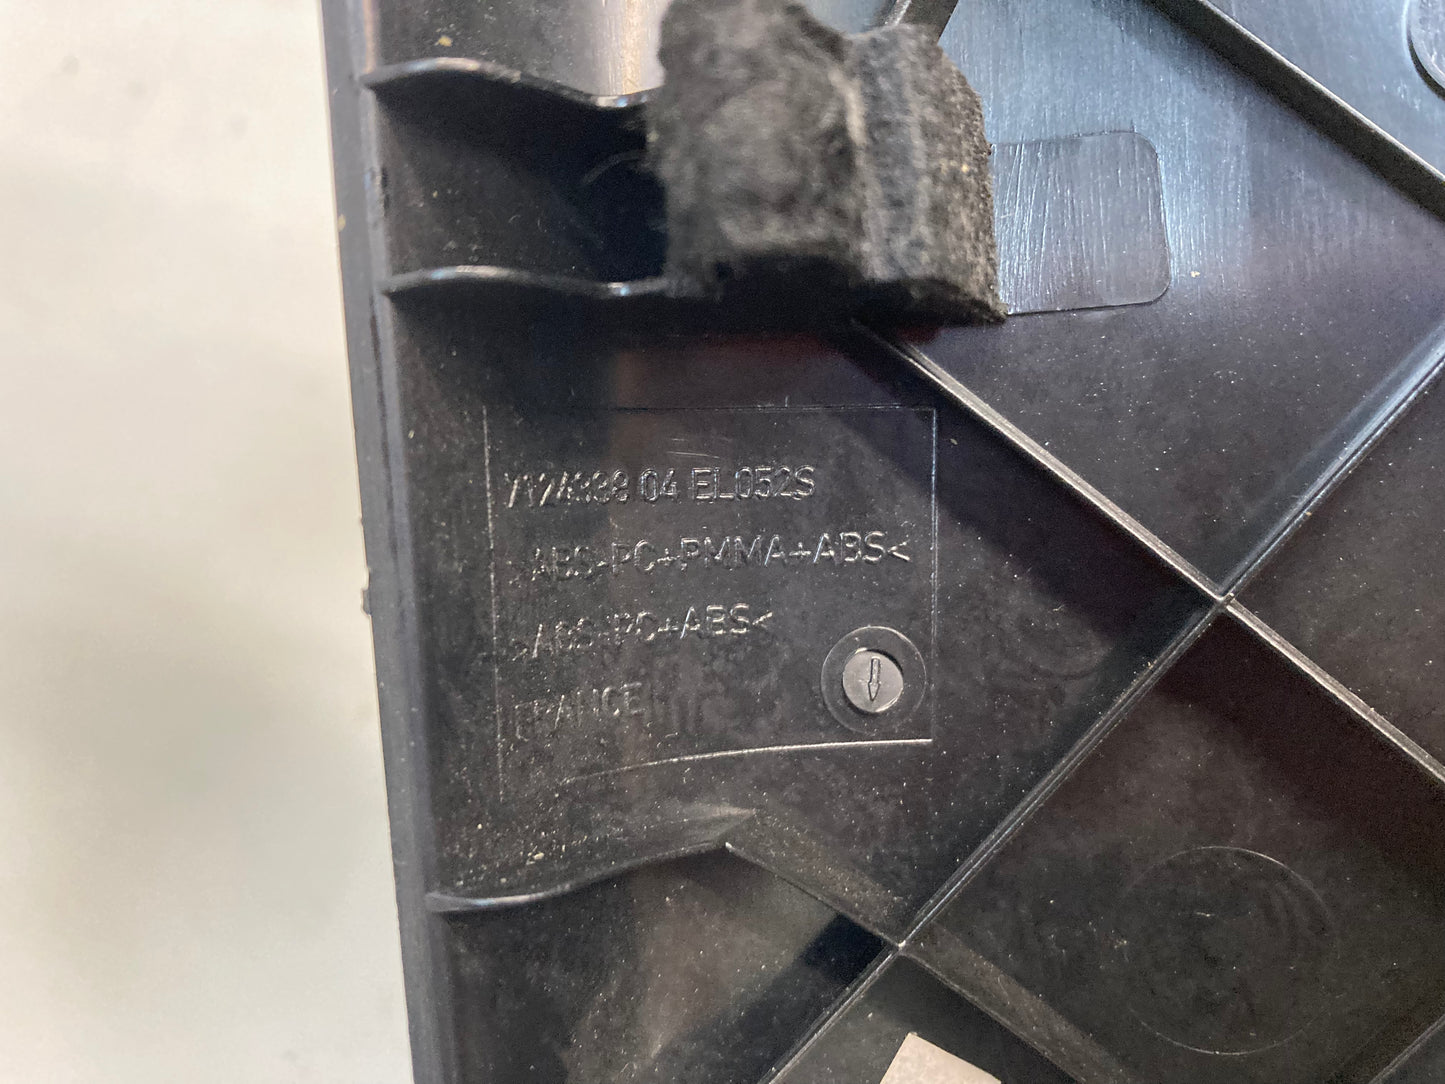 7124338 04 EL052S
>ABS-PC+PMMA+ABS<
>ABS-PC+ABS<
FRANCE